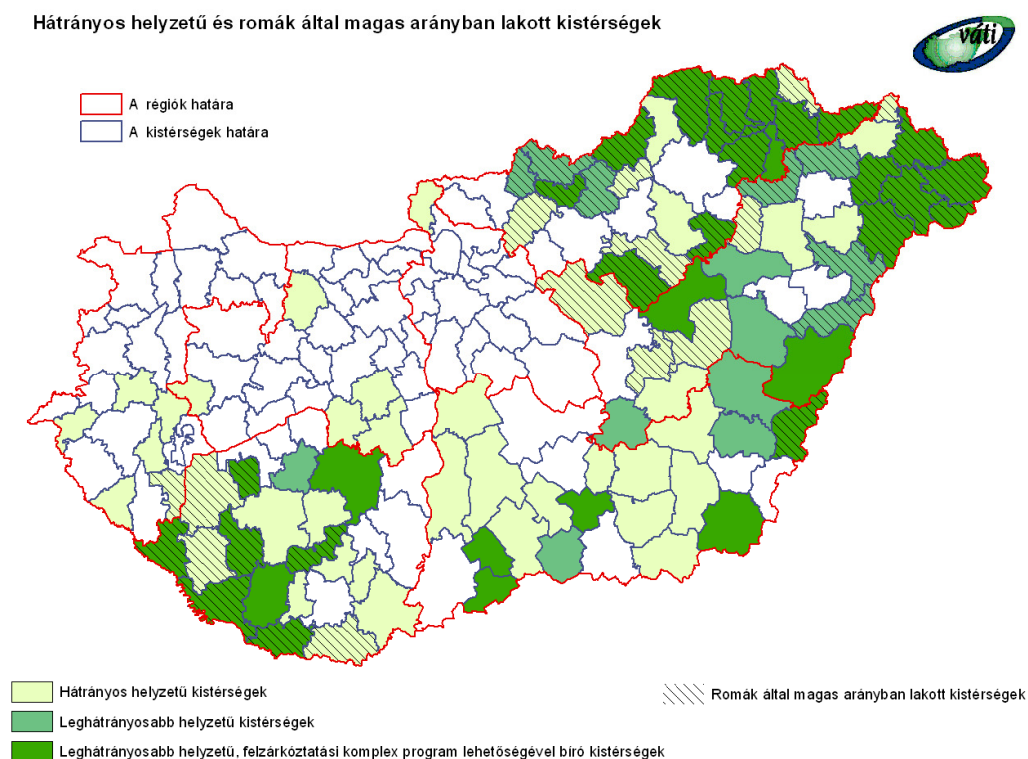 Hátrányos helyzetű és romák által magas arányban lakott kistérségek
váti
A régiók határa
A kistérségek határa
Hátrányos helyzetű kistérségek
Romák által magas arányban lakott kistérségek
Leghátrányosabb helyzetű kistérségek
Leghátrányosabb helyzetű, felzárkóztatási komplex program lehetőségével bíró kistérségek